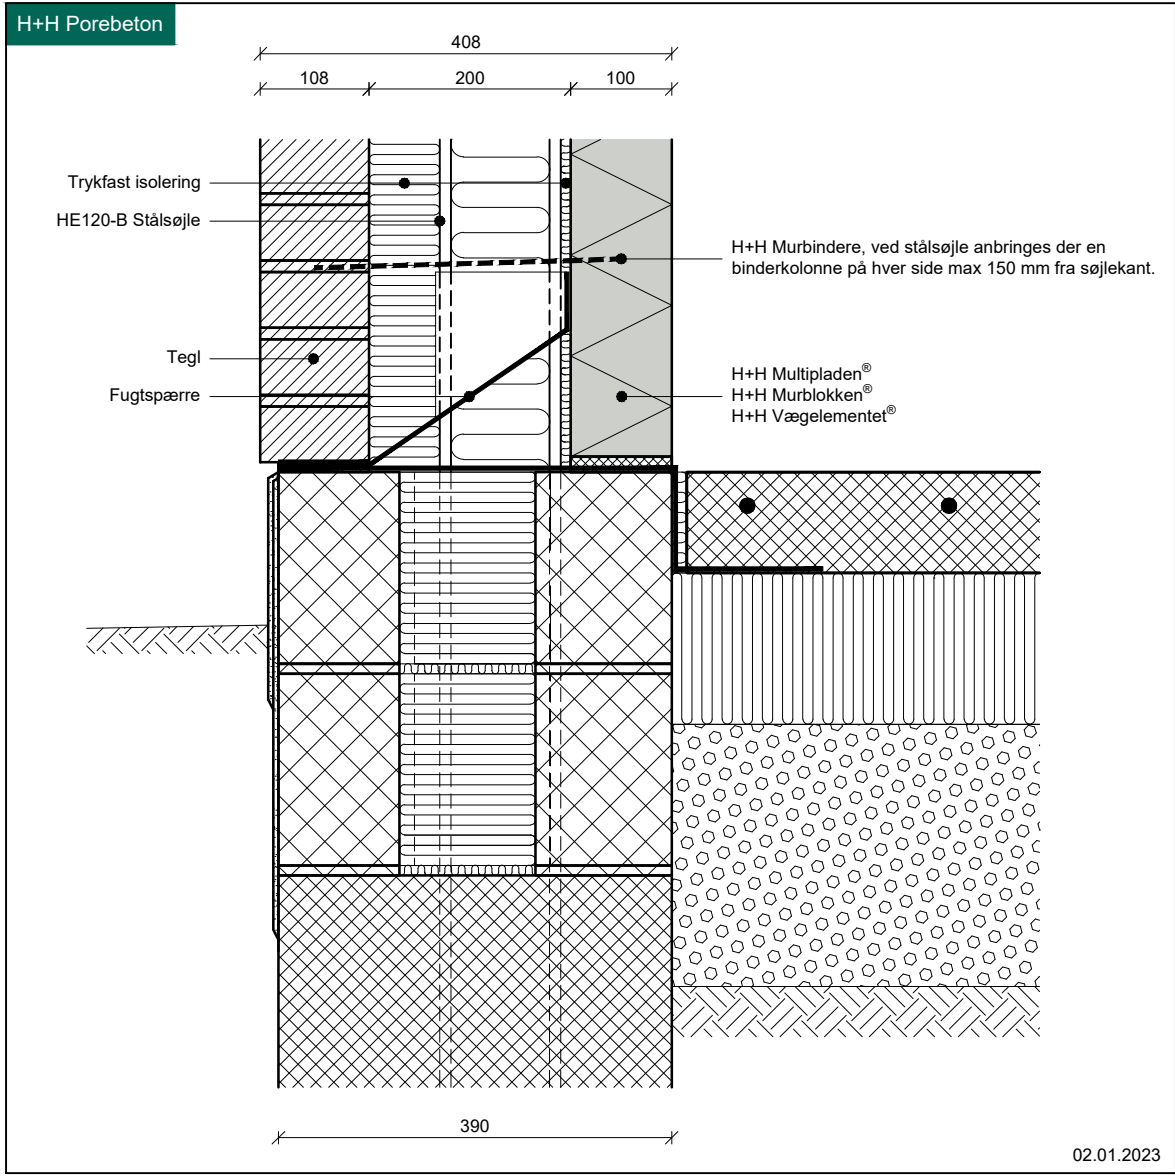 H+H Porebeton
408
108
200
100
Trykfast isolering
HE120-B Stålsøjle
H+H Murbindere, ved stålsøjle anbringes der en
binderkolonne på hver side max 150 mm fra søjlekant.
Tegl
Fugtspærre
H+H Multipladen®
H+H Murblokken®
H+H Vægelementet®
390
02.01.2023